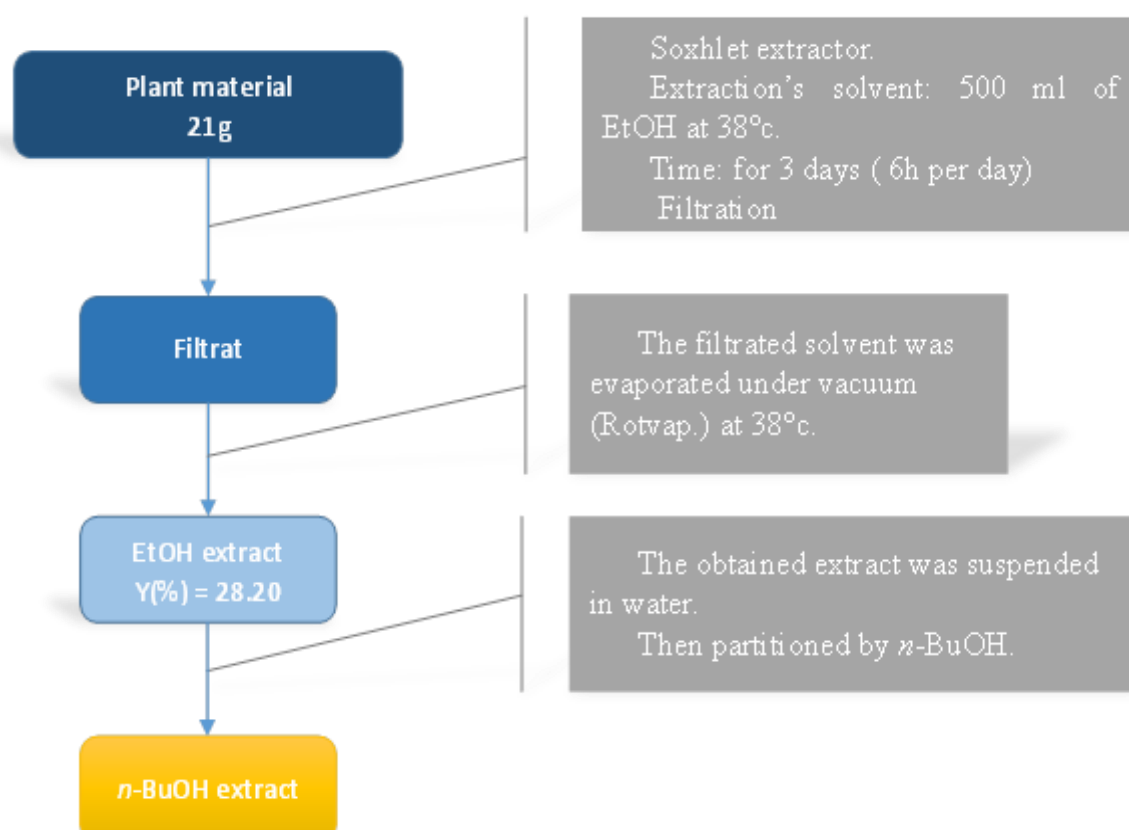 Plant material
21g
Soxhlet extractor.
Extraction's solvent: 500 ml of
EtOH at 38°c.
Time: for 3 days ( 6h per day)
Filtration
Filtrat
The filtrated solvent was
evaporated under vacuum
(Rotvap.) at 38°c.
EtOH extract
Y(%) = 28.20
The obtained extract was suspended
in water.
Then partitioned by n-BuOH.
n-BuOH extract